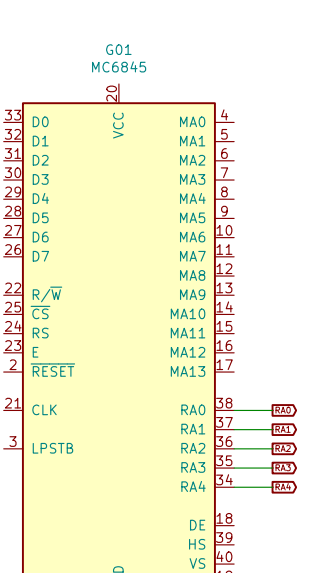 G01
MC6845
20
VCC
33 D0 MA0 4
32 D1 MA1 5
31 D2 MA2 6
30 D3 MA3 7
29 D4 MA4 8
28 D5 MA5 9
27 D6 MA6 10
26 D7 MA7 11
MA8 12
22 R/W MA9 13
25 CS MA10 14
24 RS MA11 15
23 E MA12 16
2 RESET MA13 17
21 CLK RA0 38 RA0
RA1 37 RA1
3 LPSTB RA2 36 RA2
RA3 35 RA3
RA4 34 RA4
DE 18
HS 39
VS 40
D